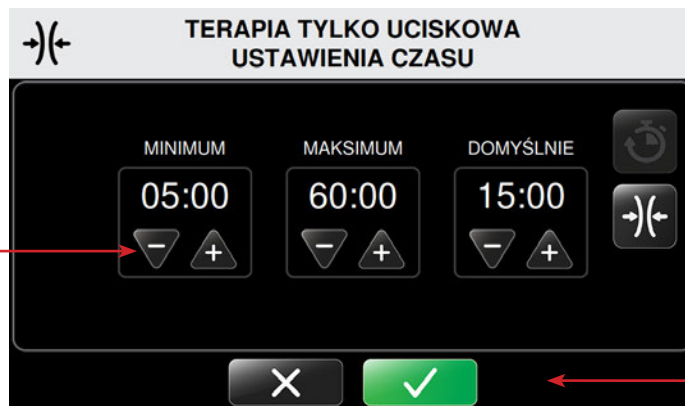 TERAPIA TYLKO UCISKOWA
USTAWIENIA CZASU
MINIMUM MAKSIMUM DOMYŚLNIE
05:00 60:00 15:00